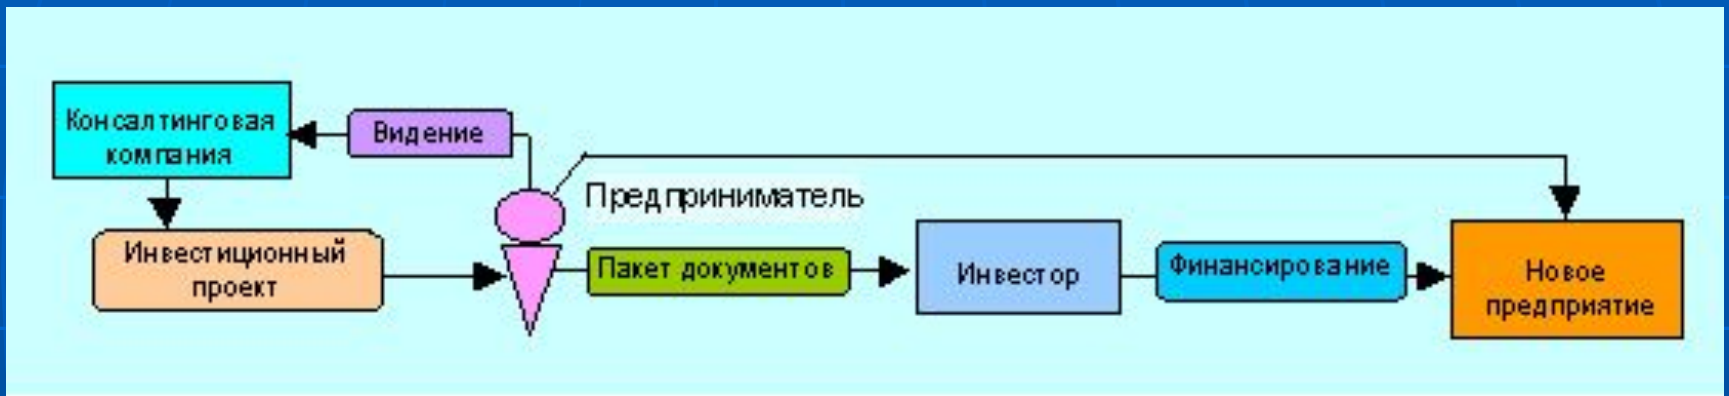 Консалтинговая
компания
Видение
Предприниматель
Инвестиционный
проект
Пакет документов
Инвестор
Финансирование
Новое
предприятие